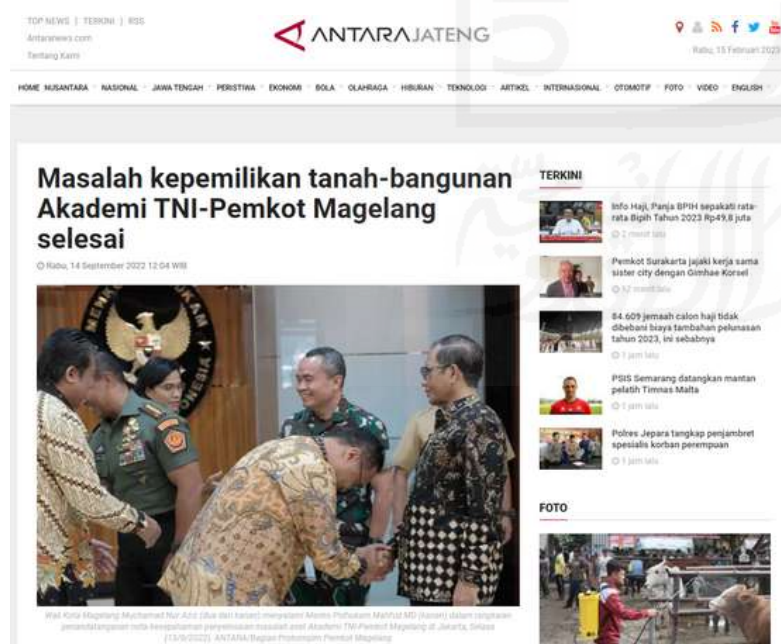 TOP NEWS | TERKINI | RSS
Antaranews.com
Tentang Kami
ANTARAJATENG
Rabu, 15 Februari 2023
HOME NUSANTARA NASIONAL JAWA TENGAH PERISTIWA EKONOMI BOLA OLAHRAGA HIBURAN TEKNOLOGI ARTIKEL INTERNASIONAL OTOMOTIF FOTO VIDEO ENGLISH
Masalah kepemilikan tanah-bangunan
Akademi TNI-Pemkot Magelang
selesai
Rabu, 14 September 2022 12:04 WIB
Wali Kota Magelang Muchamad Nur Aziz (dua dari kanan) menyalami Menko Polhukam Mahfud MD (kanan) dalam rangkaian
penandatanganan nota kesepahaman penyelesaian masalah aset Akademi TNI-Pemkot Magelang di Jakarta, Selasa
(13/9/2022). ANTARA/Bagian Prokompim Pemkot Magelang
TERKINI
Info Haji, Panja BPIH sepakati rata-
rata Bipih Tahun 2023 Rp49,8 juta
2 menit lalu
Pemkot Surakarta jajaki kerja sama
sister city dengan Gimhae Korsel
52 menit lalu
84.609 jemaah calon haji tidak
dibebani biaya tambahan pelunasan
tahun 2023, ini sebabnya
1 jam lalu
PSIS Semarang datangkan mantan
pelatih Timnas Malta
1 jam lalu
Polres Jepara tangkap penjambret
spesialis korban perempuan
1 jam lalu
FOTO